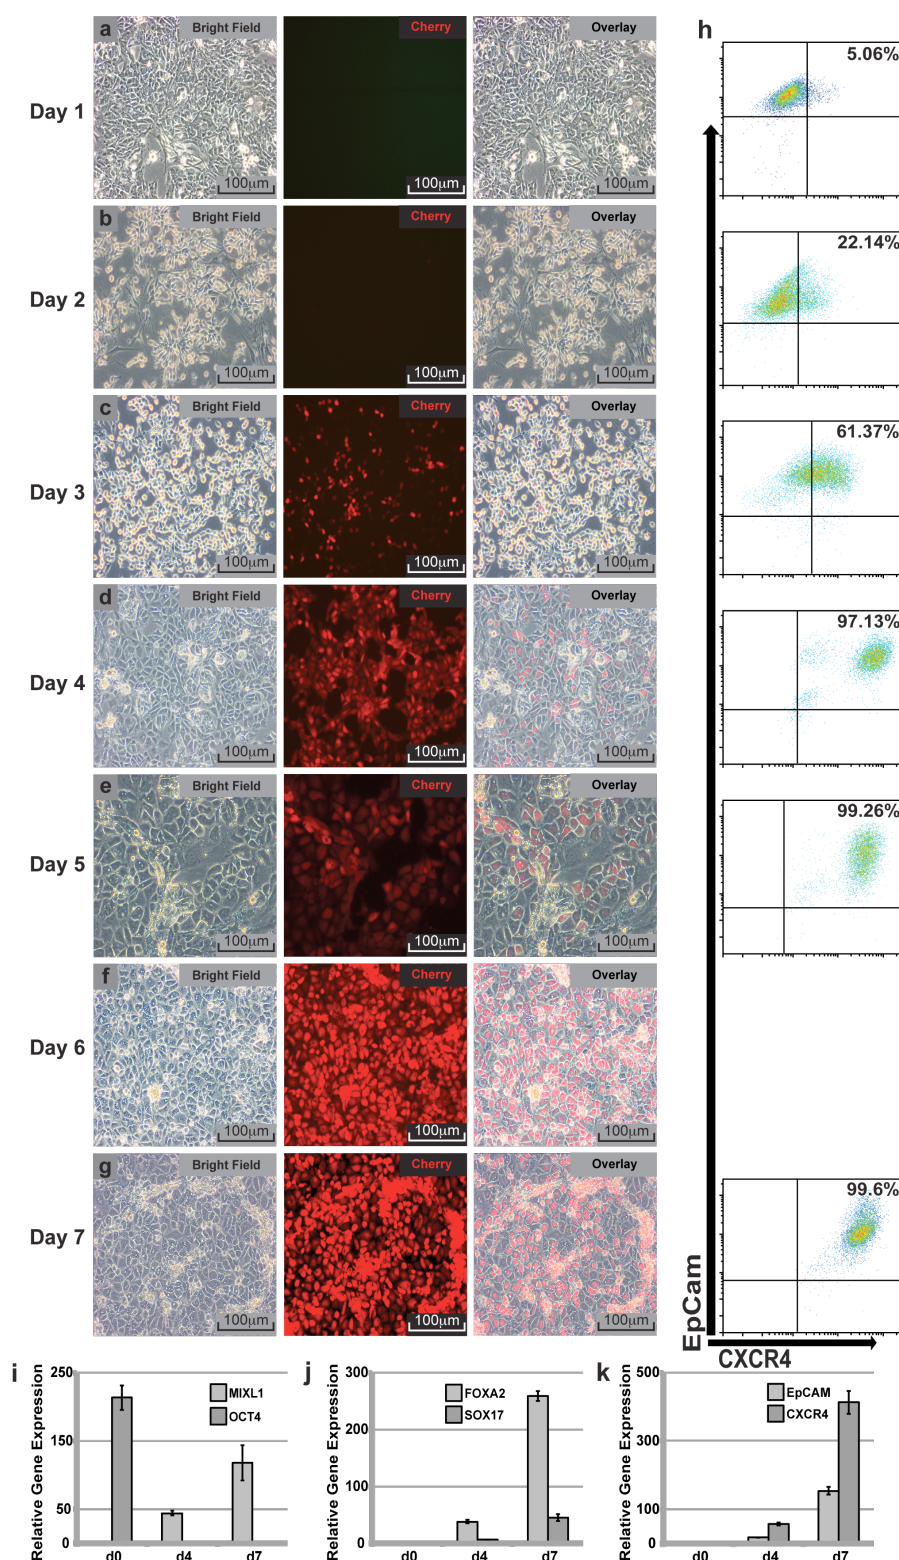 a Bright Field Cherry Overlay h
5.06%
Day 1
100µm 100µm 100µm
b Bright Field Cherry Overlay
22.14%
Day 2
100µm 100µm 100µm
c Bright Field Cherry Overlay
61.37%
Day 3
100µm 100µm 100µm
d Bright Field Cherry Overlay
97.13%
Day 4
100µm 100µm 100µm
e Bright Field Cherry Overlay
99.26%
Day 5
100µm 100µm 100µm
f Bright Field Cherry Overlay
Day 6
100µm 100µm 100µm
g Bright Field Cherry Overlay
99.6%
Day 7
100µm 100µm 100µm
EpCam
CXCR4
i
Relative Gene Expression
250
150
50
0
MIXL1
OCT4
d0 d4 d7
j
Relative Gene Expression
300
200
100
0
FOXA2
SOX17
d0 d4 d7
k
Relative Gene Expression
500
300
100
0
EpCAM
CXCR4
d0 d4 d7